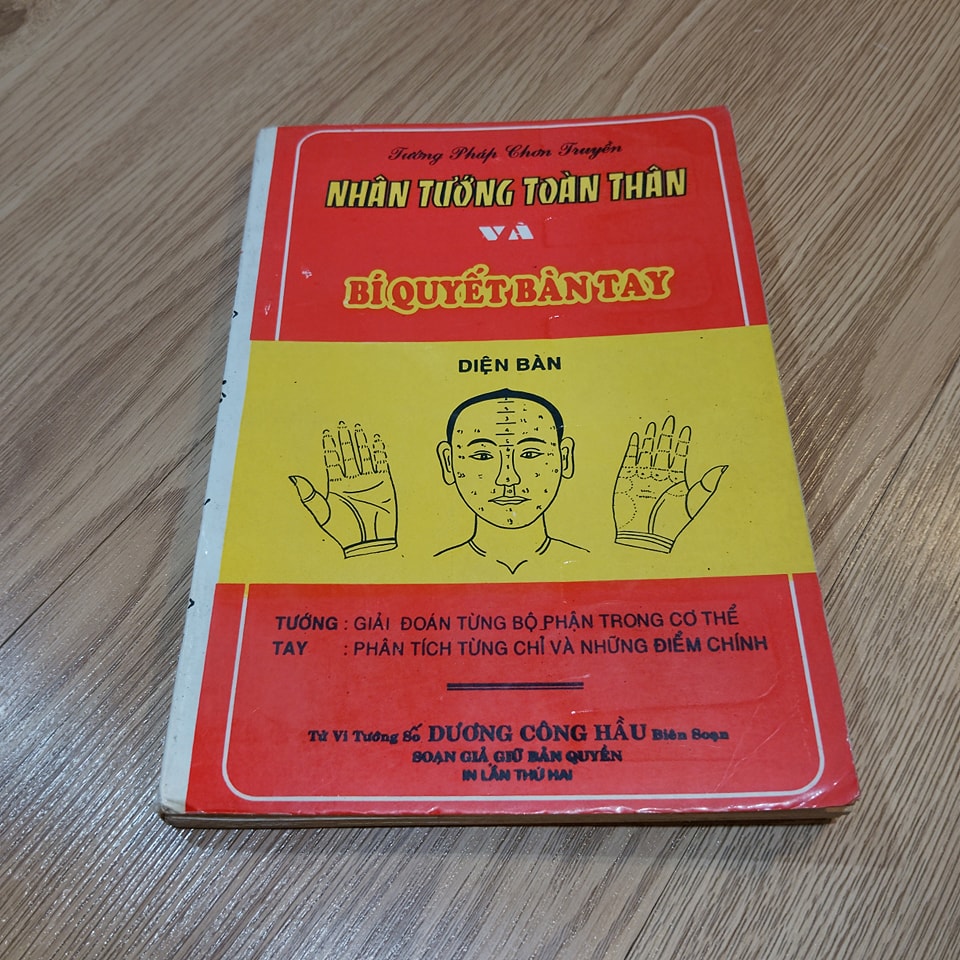 Tướng Pháp Chơn Truyền
NHÂN TƯỚNG TOÀN THÂN
VÀ
BÍ QUYẾT BÀN TAY
DIỆN BÀN
TƯỚNG : GIẢI ĐOÁN TỪNG BỘ PHẬN TRONG CƠ THỂ
TAY : PHÂN TÍCH TỪNG CHỈ VÀ NHỮNG ĐIỂM CHÍNH
Tử Vi Tướng Số DƯƠNG CÔNG HẦU Biên Soạn
SOẠN GIẢ GIỮ BẢN QUYỀN
IN LẦN THỨ HAI